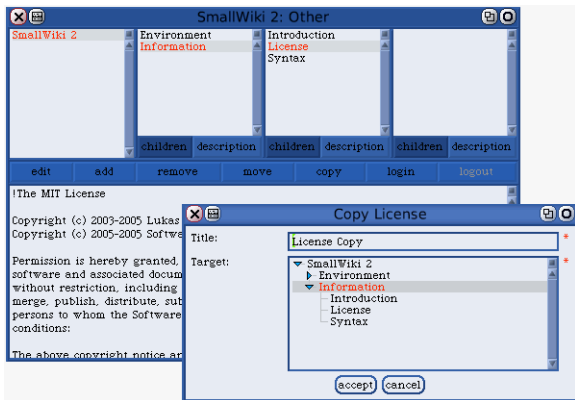 SmallWiki 2: Other
SmallWiki 2
Environment
Information
Introduction
License
Syntax
children description children description children description
edit add remove move copy login logout
!The MIT License
Copyright (c) 2003-2005 Lukas
Copyright (c) 2005-2005 Softwa
Permission is hereby granted,
software and associated docum
without restriction, including
merge, publish, distribute, sub
persons to whom the Software
conditions:
The above copyright notice an
Copy License
Title: License Copy *
Target: *
SmallWiki 2
Environment
Information
Introduction
License
Syntax
accept cancel